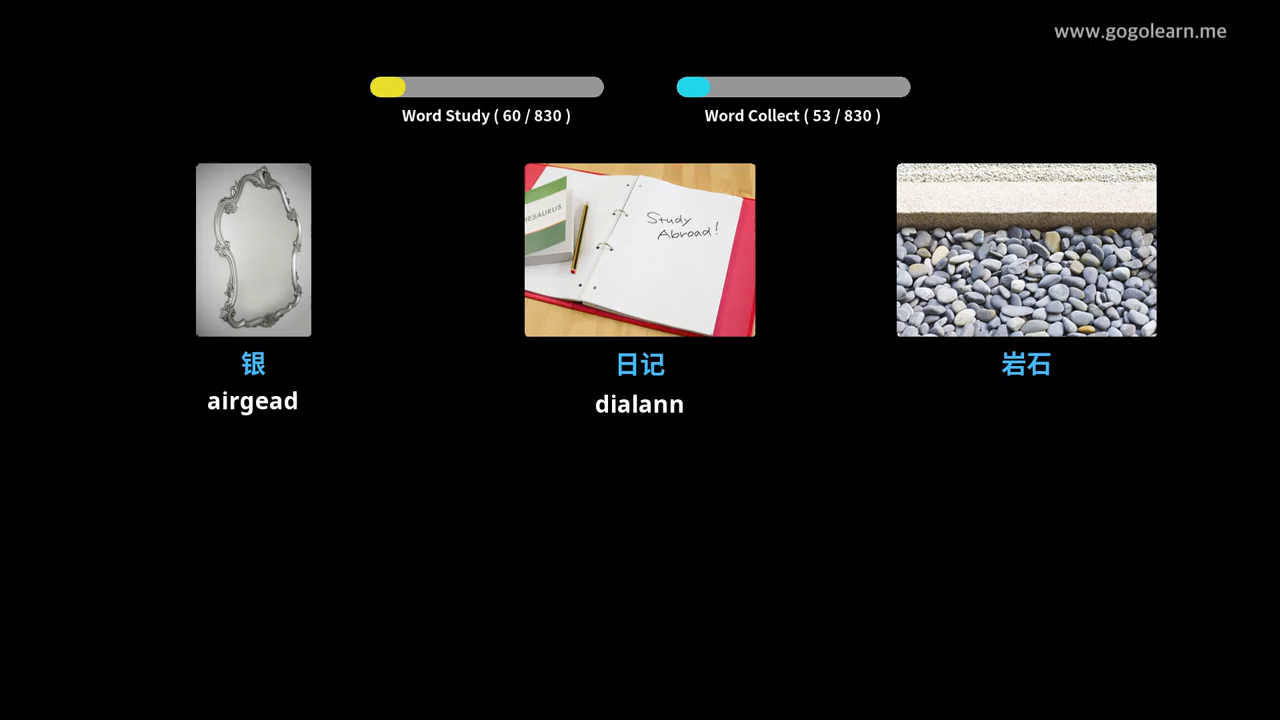 www.gogolearn.me
Word Study ( 60 / 830 )
Word Collect ( 53 / 830 )
HESAURUS
Study
Abroad!
银
日记
岩石
airgead
dialann